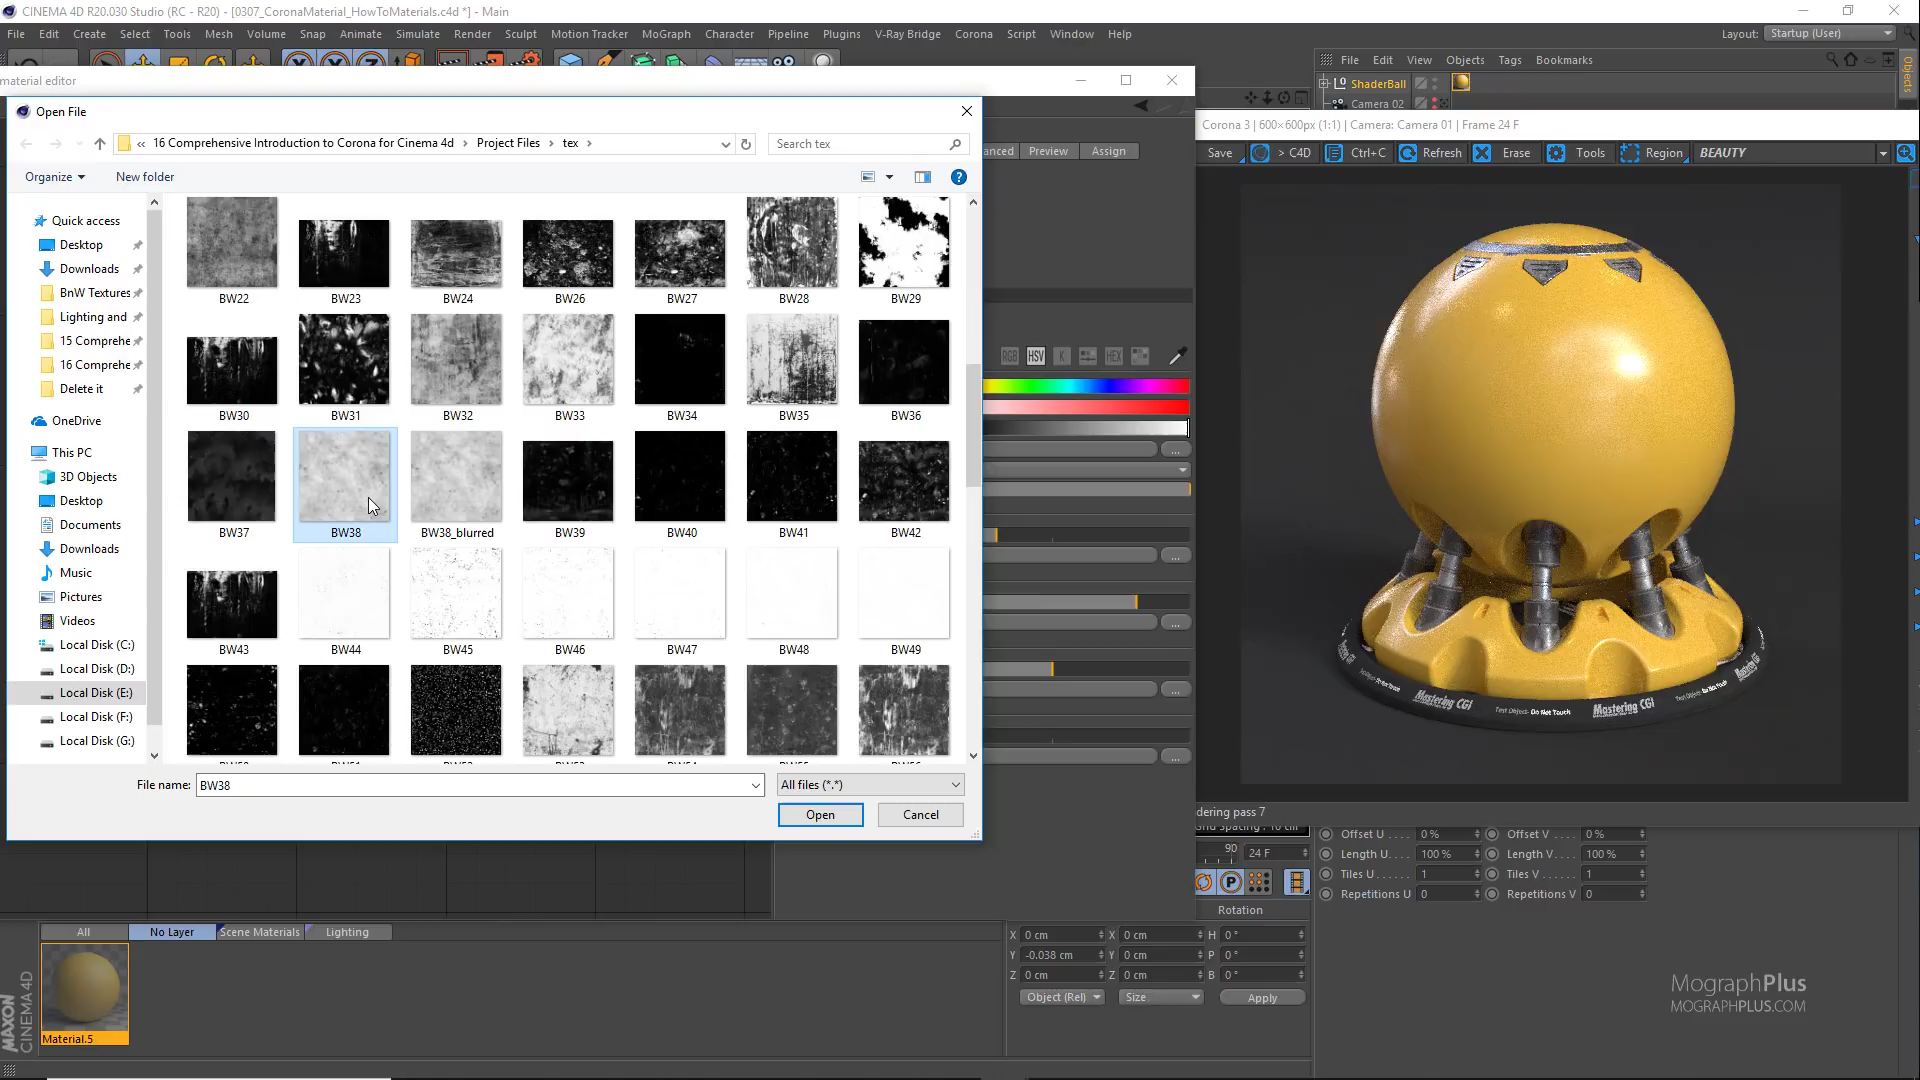 CINEMA 4D R20.030 Studio (RC - R20) - [0307_CoronaMaterial_HowToMaterials.c4d *] - Main
File Edit Create Select Tools Mesh Volume Snap Animate Simulate Render Sculpt Motion Tracker MoGraph Character Pipeline Plugins V-Ray Bridge Corona Script Window Help
Layout: Startup (User)
material editor
File Edit View Objects Tags Bookmarks
Objects
ShaderBall
Camera 02
Open File
Corona 3 | 600×600px (1:1) | Camera: Camera 01 | Frame 24 F
« 16 Comprehensive Introduction to Corona for Cinema 4d > Project Files > tex >
Search tex
anced Preview Assign
Save > C4D Ctrl+C Refresh Erase Tools Region BEAUTY
Organize New folder
Quick access
Desktop
Downloads
BnW Textures
Lighting and
15 Comprehe
16 Comprehe
Delete it
OneDrive
This PC
3D Objects
Desktop
Documents
Downloads
Music
Pictures
Videos
Local Disk (C:)
Local Disk (D:)
Local Disk (E:)
Local Disk (F:)
Local Disk (G:)
BW22 BW23 BW24 BW26 BW27 BW28 BW29
BW30 BW31 BW32 BW33 BW34 BW35 BW36
BW37 BW38 BW38_blurred BW39 BW40 BW41 BW42
BW43 BW44 BW45 BW46 BW47 BW48 BW49
RGB HSV K HEX
Mastering CGI
Test Object: Do Not Touch
Mastering CGI
File name: BW38
All files (*.*)
Open Cancel
dering pass 7
90 24 F
Offset U 0 % Offset V 0 %
Length U 100 % Length V 100 %
Tiles U 1 Tiles V 1
Repetitions U 0 Repetitions V 0
P
Rotation
All No Layer Scene Materials Lighting
X 0 cm X 0 cm H 0 °
Y -0.038 cm Y 0 cm P 0 °
Z 0 cm Z 0 cm B 0 °
Object (Rel) Size Apply
Material.5
MAXON
CINEMA 4D
MographPlus
MOGRAPHPLUS.COM